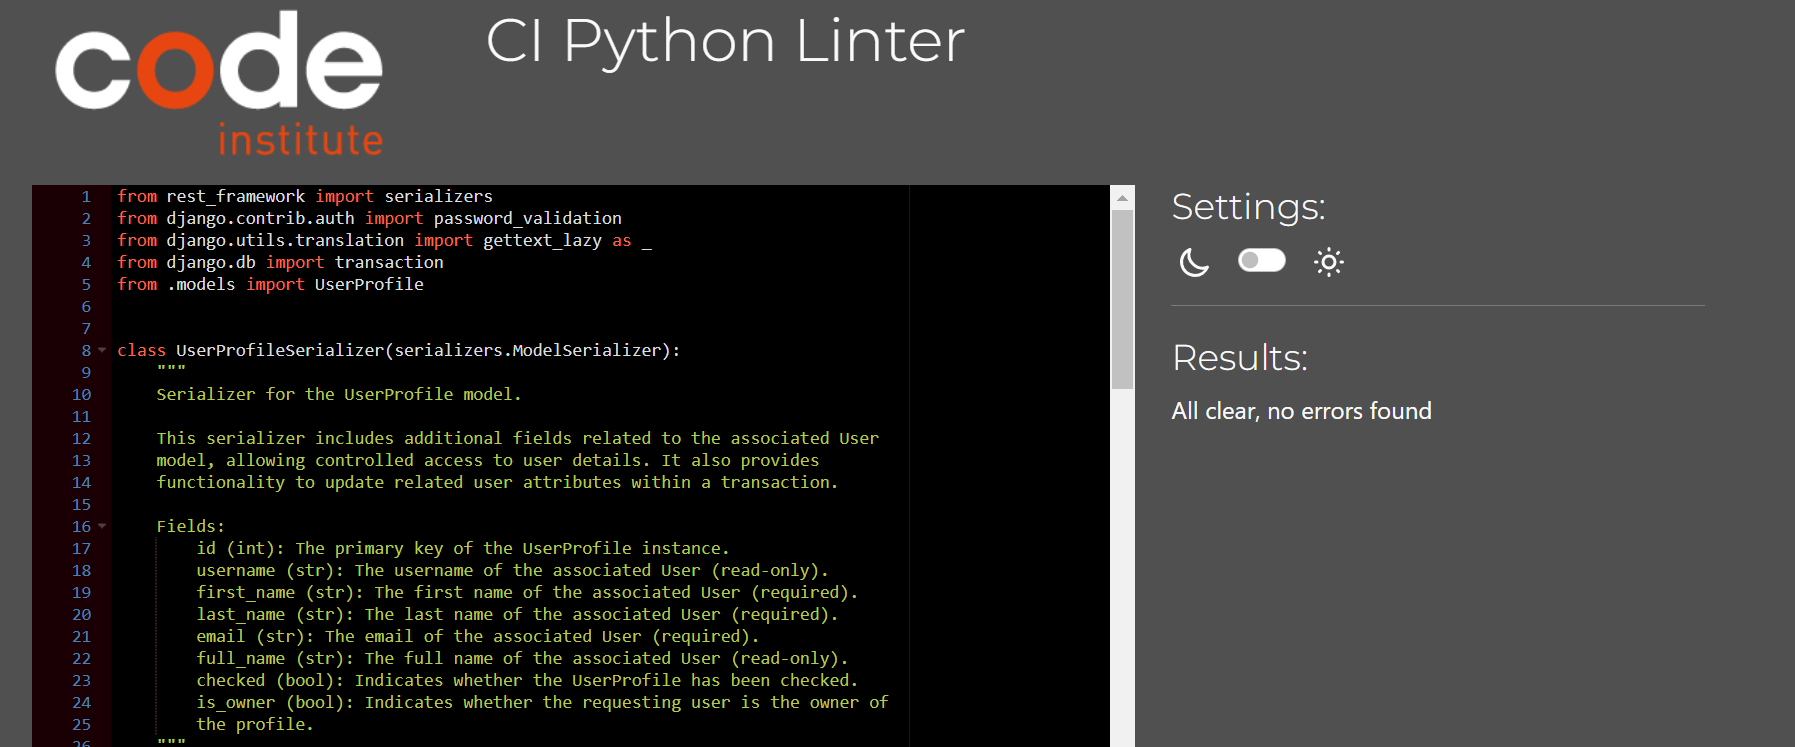 code
institute
CI Python Linter
1 from rest_framework import serializers
2 from django.contrib.auth import password_validation
3 from django.utils.translation import gettext_lazy as _
4 from django.db import transaction
5 from .models import UserProfile
6
7
8 class UserProfileSerializer(serializers.ModelSerializer):
9 """
10 Serializer for the UserProfile model.
11
12 This serializer includes additional fields related to the associated User
13 model, allowing controlled access to user details. It also provides
14 functionality to update related user attributes within a transaction.
15
16 Fields:
17 id (int): The primary key of the UserProfile instance.
18 username (str): The username of the associated User (read-only).
19 first_name (str): The first name of the associated User (required).
20 last_name (str): The last name of the associated User (required).
21 email (str): The email of the associated User (required).
22 full_name (str): The full name of the associated User (read-only).
23 checked (bool): Indicates whether the UserProfile has been checked.
24 is_owner (bool): Indicates whether the requesting user is the owner of
25 the profile.
26 """
Settings:
Results:
All clear, no errors found